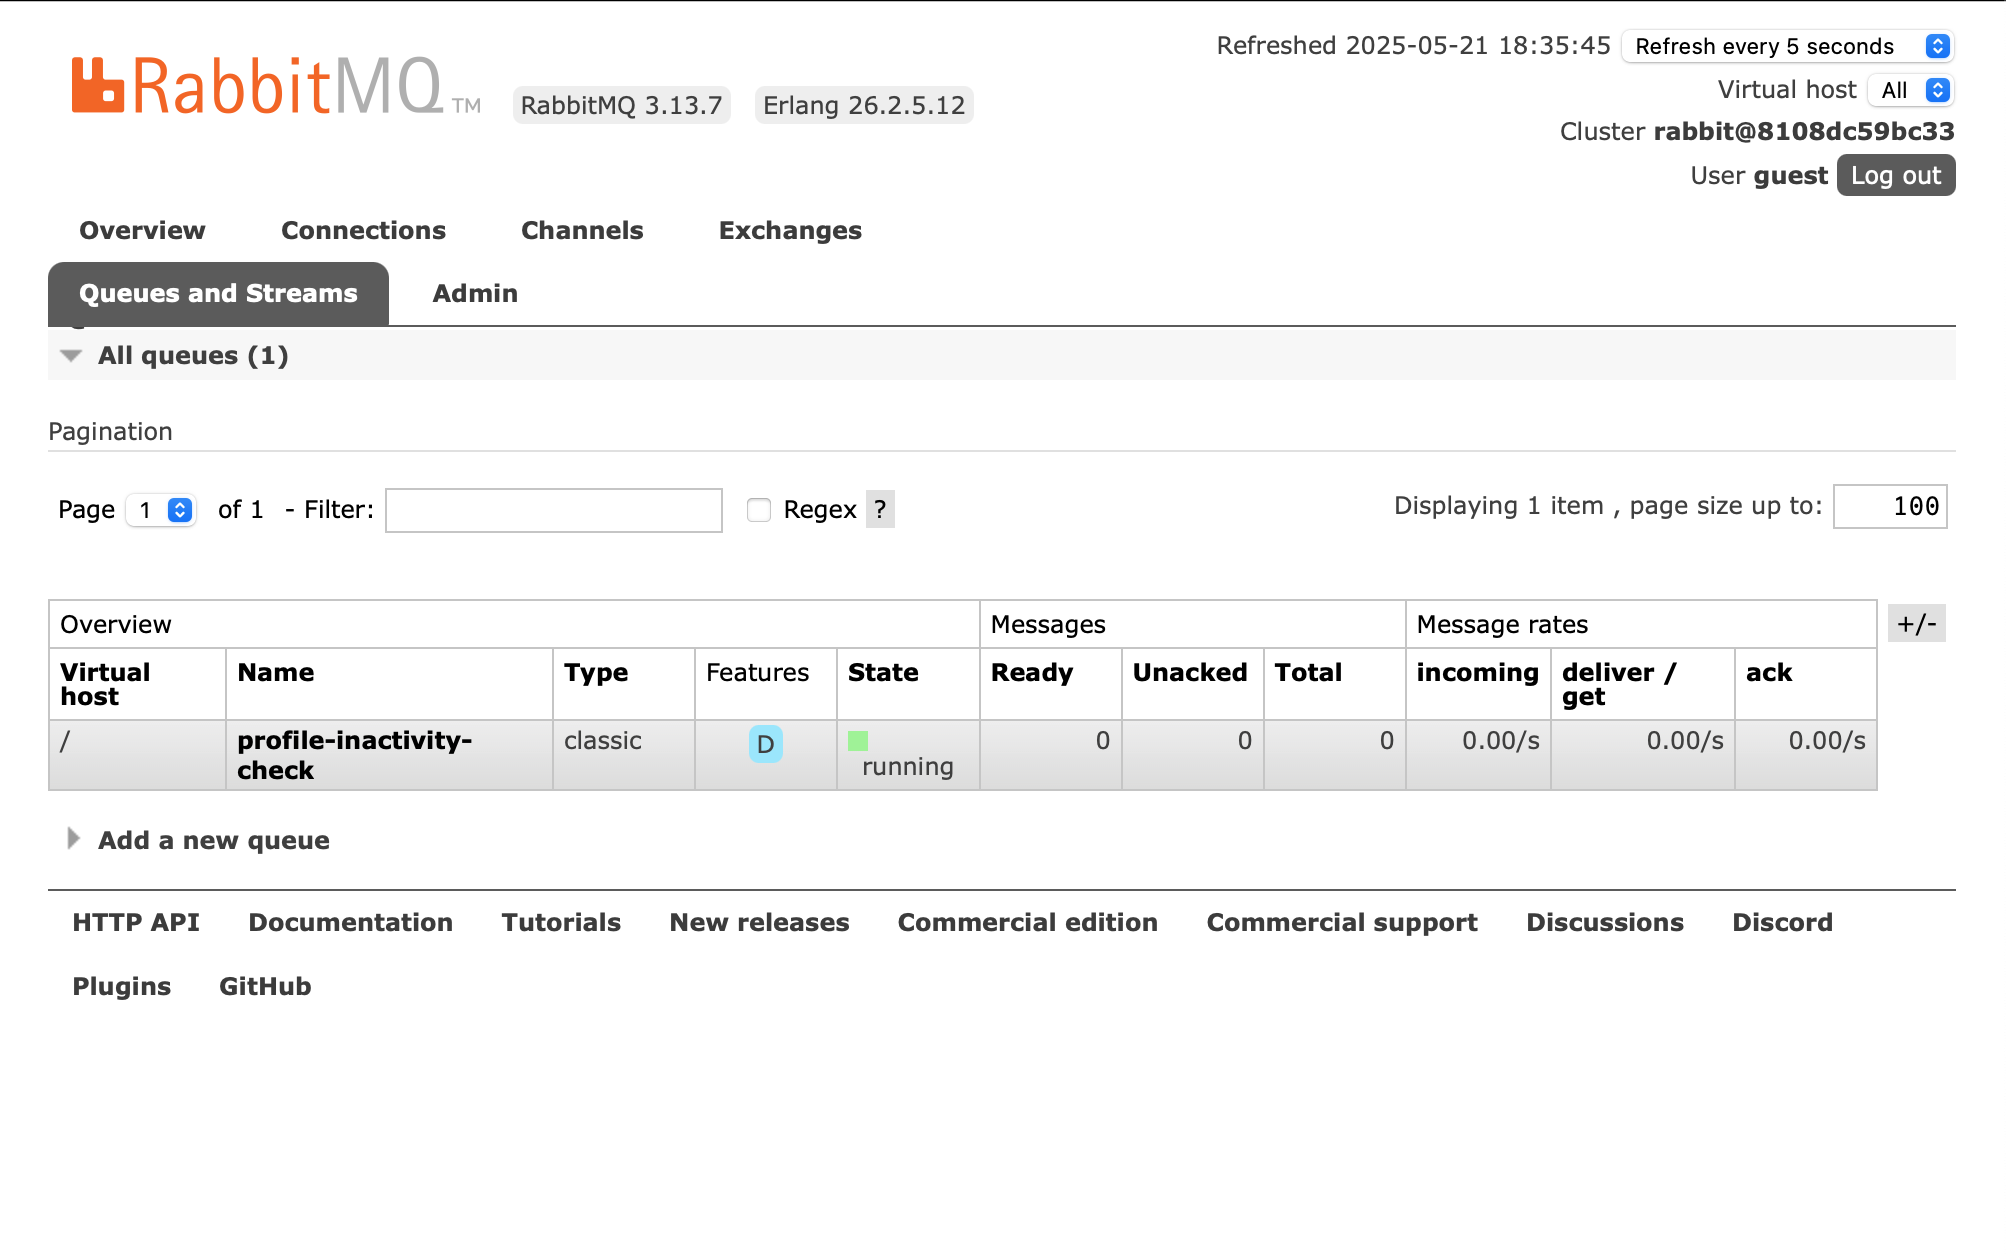 RabbitMQ TM RabbitMQ 3.13.7 Erlang 26.2.5.12
Refreshed 2025-05-21 18:35:45 Refresh every 5 seconds
Virtual host All
Cluster rabbit@8108dc59bc33
User guest Log out
Overview Connections Channels Exchanges
Queues and Streams Admin
All queues (1)
Pagination
Page 1 of 1 - Filter: Regex ? Displaying 1 item , page size up to: 100
Overview Messages Message rates +/-
Virtual host Name Type Features State Ready Unacked Total incoming deliver / get ack
/ profile-inactivity-check classic D running 0 0 0 0.00/s 0.00/s 0.00/s
Add a new queue
HTTP API Documentation Tutorials New releases Commercial edition Commercial support Discussions Discord
Plugins GitHub